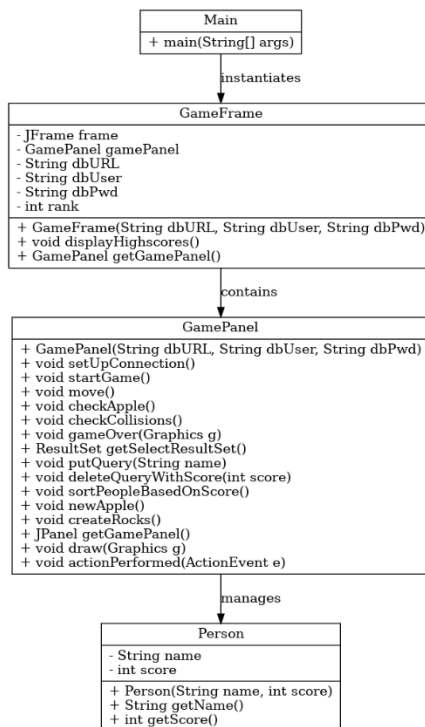 Main
+ main(String[] args)
instantiates
GameFrame
- JFrame frame
- GamePanel gamePanel
- String dbURL
- String dbUser
- String dbPwd
- int rank
+ GameFrame(String dbURL, String dbUser, String dbPwd)
+ void displayHighscores()
+ GamePanel getGamePanel()
contains
GamePanel
+ GamePanel(String dbURL, String dbUser, String dbPwd)
+ void setUpConnection()
+ void startGame()
+ void move()
+ void checkApple()
+ void checkCollisions()
+ void gameOver(Graphics g)
+ ResultSet getSelectResultSet()
+ void putQuery(String name)
+ void deleteQueryWithScore(int score)
+ void sortPeopleBasedOnScore()
+ void newApple()
+ void createRocks()
+ JPanel getGamePanel()
+ void draw(Graphics g)
+ void actionPerformed(ActionEvent e)
manages
Person
- String name
- int score
+ Person(String name, int score)
+ String getName()
+ int getScore()